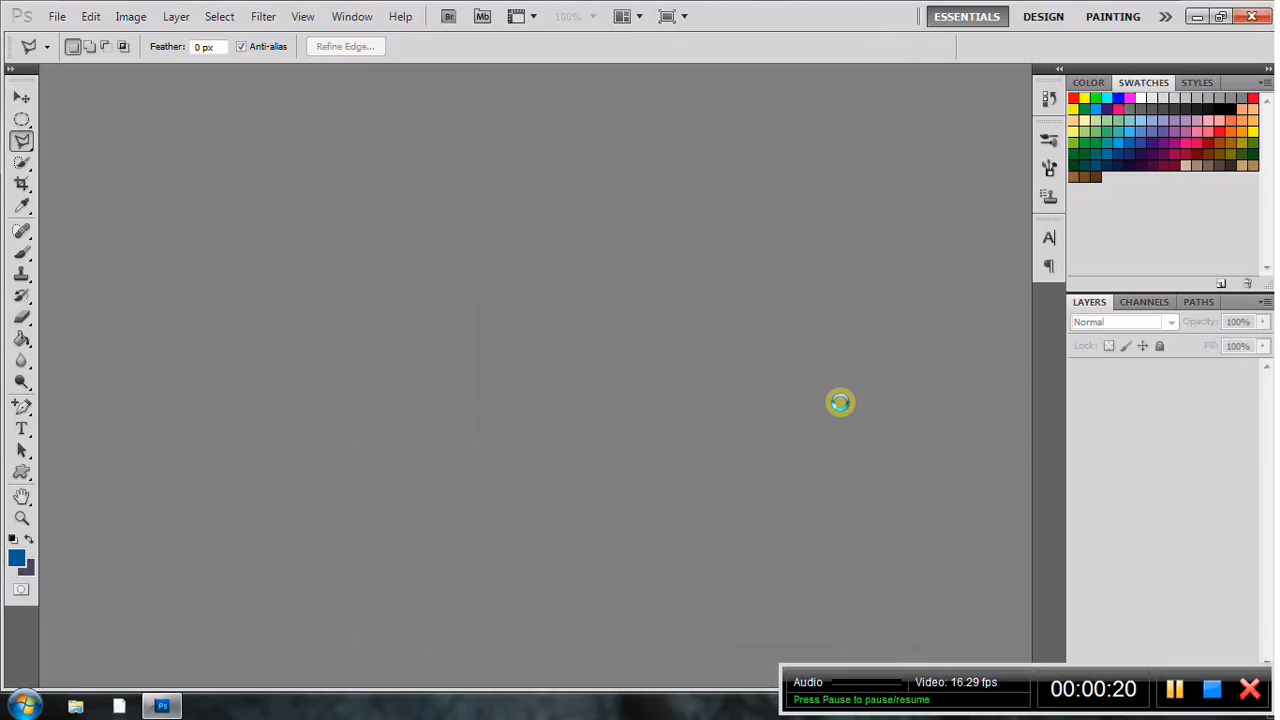 Ps File Edit Image Layer Select Filter View Window Help Br Mb 100% ESSENTIALS DESIGN PAINTING
Feather: 0 px Anti-alias Refine Edge...
COLOR SWATCHES STYLES
A
LAYERS CHANNELS PATHS
Normal Opacity: 100%
Lock: Fill: 100%
T
Audio Video: 16.29 fps
Press Pause to pause/resume
00:00:20
Ps